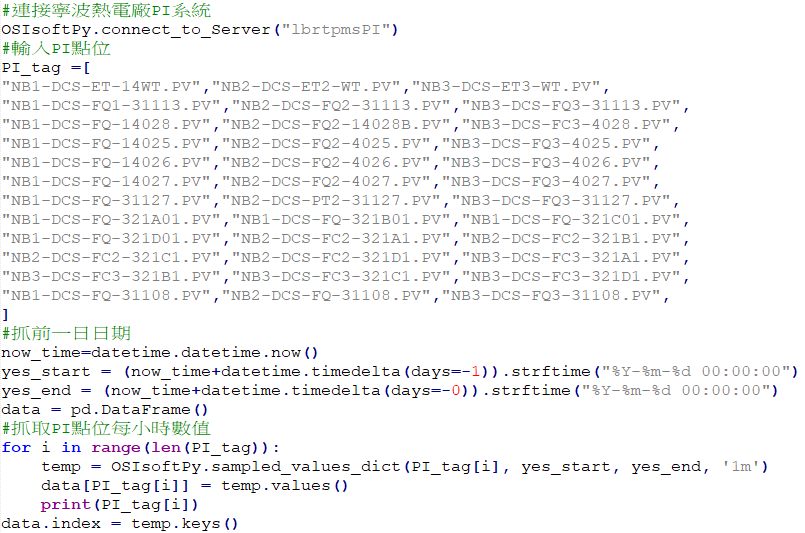 #連接寧波熱電廠PI系統
OSIsoftPy.connect_to_Server("lbrtpmsPI")
#輸入PI點位
PI_tag =[
"NB1-DCS-ET-14WT.PV","NB2-DCS-ET2-WT.PV","NB3-DCS-ET3-WT.PV",
"NB1-DCS-FQ1-31113.PV","NB2-DCS-FQ2-31113.PV","NB3-DCS-FQ3-31113.PV",
"NB1-DCS-FQ-14028.PV","NB2-DCS-FQ2-14028B.PV","NB3-DCS-FC3-4028.PV",
"NB1-DCS-FQ-14025.PV","NB2-DCS-FQ2-4025.PV","NB3-DCS-FQ3-4025.PV",
"NB1-DCS-FQ-14026.PV","NB2-DCS-FQ2-4026.PV","NB3-DCS-FQ3-4026.PV",
"NB1-DCS-FQ-14027.PV","NB2-DCS-FQ2-4027.PV","NB3-DCS-FQ3-4027.PV",
"NB1-DCS-FQ-31127.PV","NB2-DCS-PT2-31127.PV","NB3-DCS-FQ3-31127.PV",
"NB1-DCS-FQ-321A01.PV","NB1-DCS-FQ-321B01.PV","NB1-DCS-FQ-321C01.PV",
"NB1-DCS-FQ-321D01.PV","NB2-DCS-FC2-321A1.PV","NB2-DCS-FC2-321B1.PV",
"NB2-DCS-FC2-321C1.PV","NB2-DCS-FC2-321D1.PV","NB3-DCS-FC3-321A1.PV",
"NB3-DCS-FC3-321B1.PV","NB3-DCS-FC3-321C1.PV","NB3-DCS-FC3-321D1.PV",
"NB1-DCS-FQ-31108.PV","NB2-DCS-FQ-31108.PV","NB3-DCS-FQ3-31108.PV",
]
#抓前一日日期
now_time=datetime.datetime.now()
yes_start = (now_time+datetime.timedelta(days=-1)).strftime("%Y-%m-%d 00:00:00")
yes_end = (now_time+datetime.timedelta(days=-0)).strftime("%Y-%m-%d 00:00:00")
data = pd.DataFrame()
#抓取PI點位每小時數值
for i in range(len(PI_tag)):
    temp = OSIsoftPy.sampled_values_dict(PI_tag[i], yes_start, yes_end, '1m')
    data[PI_tag[i]] = temp.values()
    print(PI_tag[i])
data.index = temp.keys()